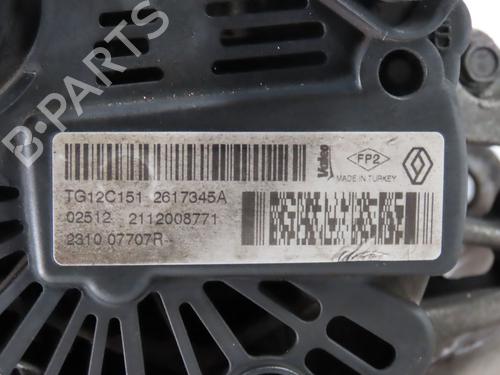 B-PARTS
Valeo
FP2
MADE IN TURKEY
TG12C151 2617345A
02512 2112008771
2310 07707R-